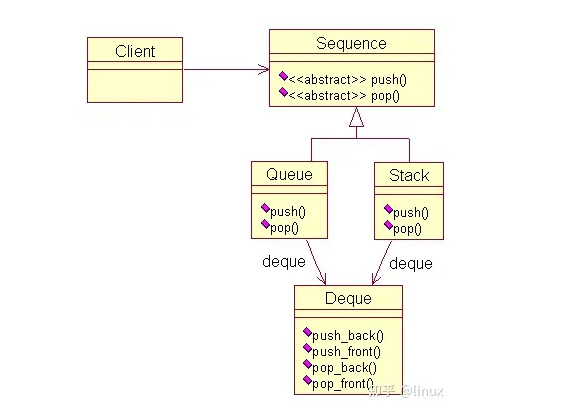 Client
Sequence
<<abstract>> push()
<<abstract>> pop()
Queue
push()
pop()
Stack
push()
pop()
deque
deque
Deque
push_back()
push_front()
pop_back()
pop_front()
知乎 @linux